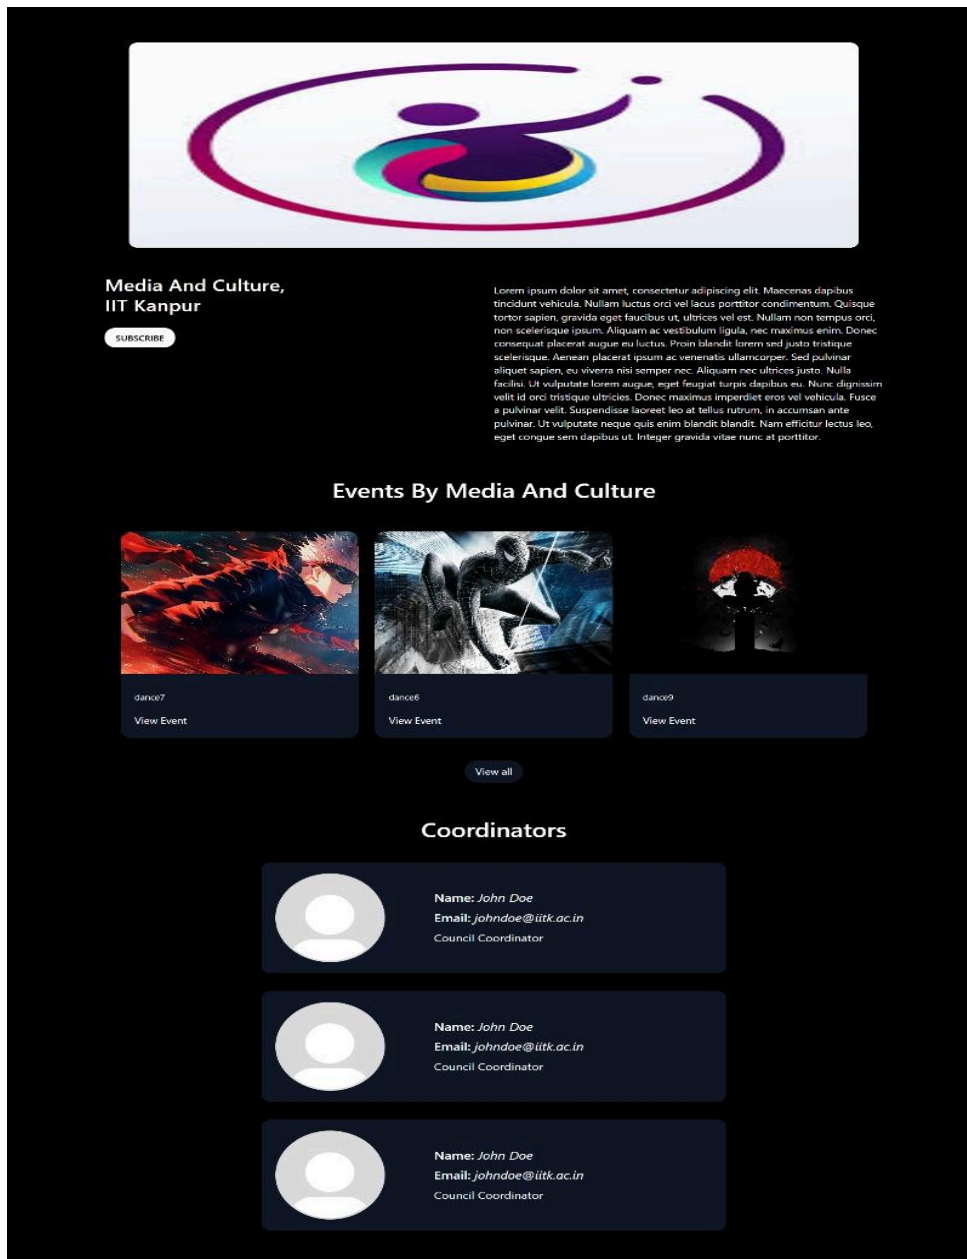 Media And Culture,
IIT Kanpur
SUBSCRIBE
Lorem ipsum dolor sit amet, consectetur adipiscing elit. Maecenas dapibus
tincidunt vehicula. Nullam luctus orci vel lacus porttitor condimentum. Quisque
tortor sapien, gravida eget faucibus ut, ultrices vel est. Nullam non tempus orci,
non scelerisque ipsum. Aliquam ac vestibulum ligula, nec maximus enim. Donec
consequat placerat augue eu luctus. Proin blandit lorem sed justo tristique
scelerisque. Aenean placerat ipsum ac venenatis ullamcorper. Sed pulvinar
aliquet sapien, eu viverra nisi semper nec. Aliquam nec ultrices justo. Nulla
facilisi. Ut vulputate lorem augue, eget feugiat turpis dapibus eu. Nunc dignissim
velit id orci tristique ultricies. Donec maximus imperdiet eros vel vehicula. Fusce
a pulvinar velit. Suspendisse laoreet leo at tellus rutrum, in accumsan ante
pulvinar. Ut vulputate neque quis enim blandit blandit. Nam efficitur lectus leo,
eget congue sem dapibus ut. Integer gravida vitae nunc at porttitor.
Events By Media And Culture
dance7
View Event
dance6
View Event
dance9
View Event
View all
Coordinators
Name: John Doe
Email: johndoe@iitk.ac.in
Council Coordinator
Name: John Doe
Email: johndoe@iitk.ac.in
Council Coordinator
Name: John Doe
Email: johndoe@iitk.ac.in
Council Coordinator